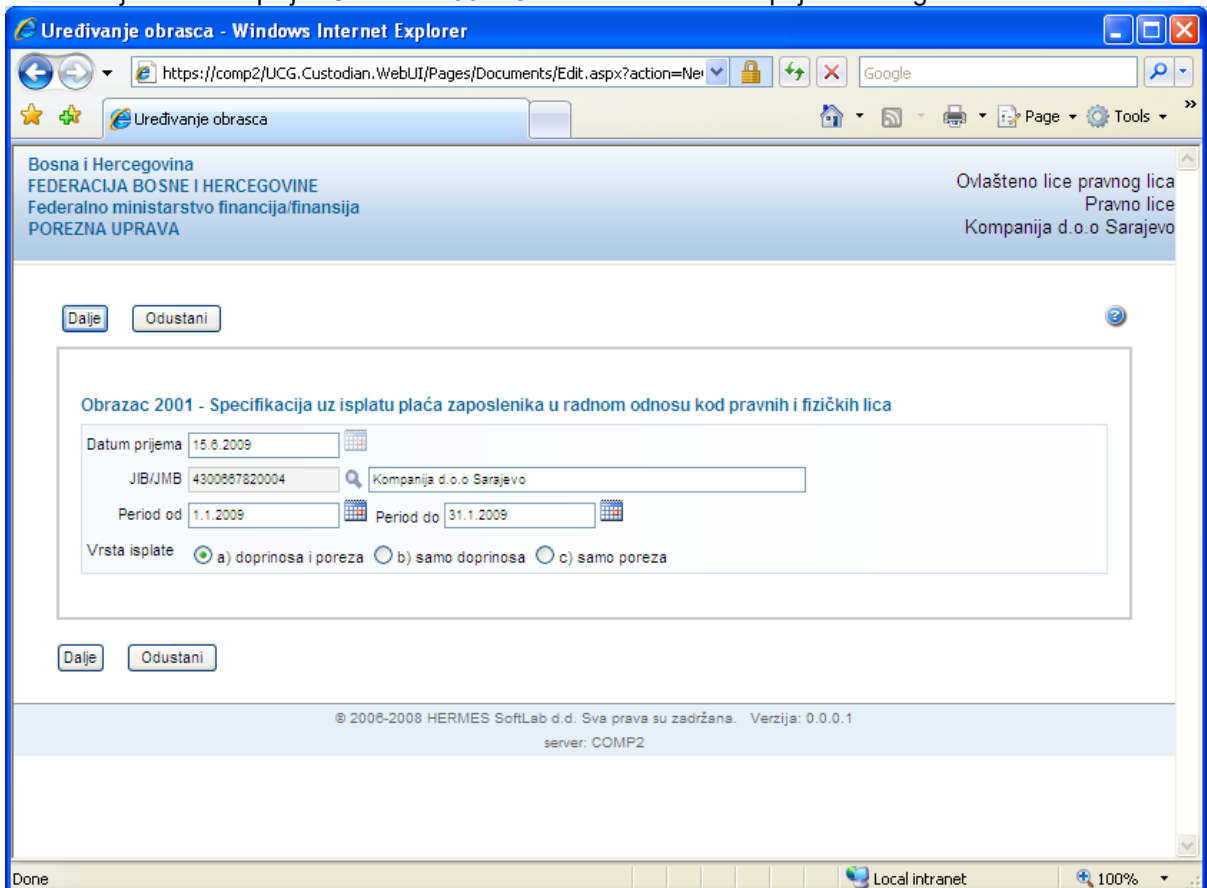 Uređivanje obrasca - Windows Internet Explorer
https://comp2/UCG.Custodian.WebUI/Pages/Documents/Edit.aspx?action=Ne
Google
Uređivanje obrasca
Page
Tools
Bosna i Hercegovina
FEDERACIJA BOSNE I HERCEGOVINE
Federalno ministarstvo financija/finansija
POREZNA UPRAVA
Ovlašteno lice pravnog lica
Pravno lice
Kompanija d.o.o Sarajevo
Dalje Odustani
Obrazac 2001 - Specifikacija uz isplatu plaća zaposlenika u radnom odnosu kod pravnih i fizičkih lica
Datum prijema 15.6.2009
JIB/JMB 4300667820004 Kompanija d.o.o Sarajevo
Period od 1.1.2009 Period do 31.1.2009
Vrsta isplate a) doprinosa i poreza b) samo doprinosa c) samo poreza
Dalje Odustani
© 2006-2008 HERMES SoftLab d.d. Sva prava su zadržana. Verzija: 0.0.0.1
server: COMP2
Done Local intranet 100%